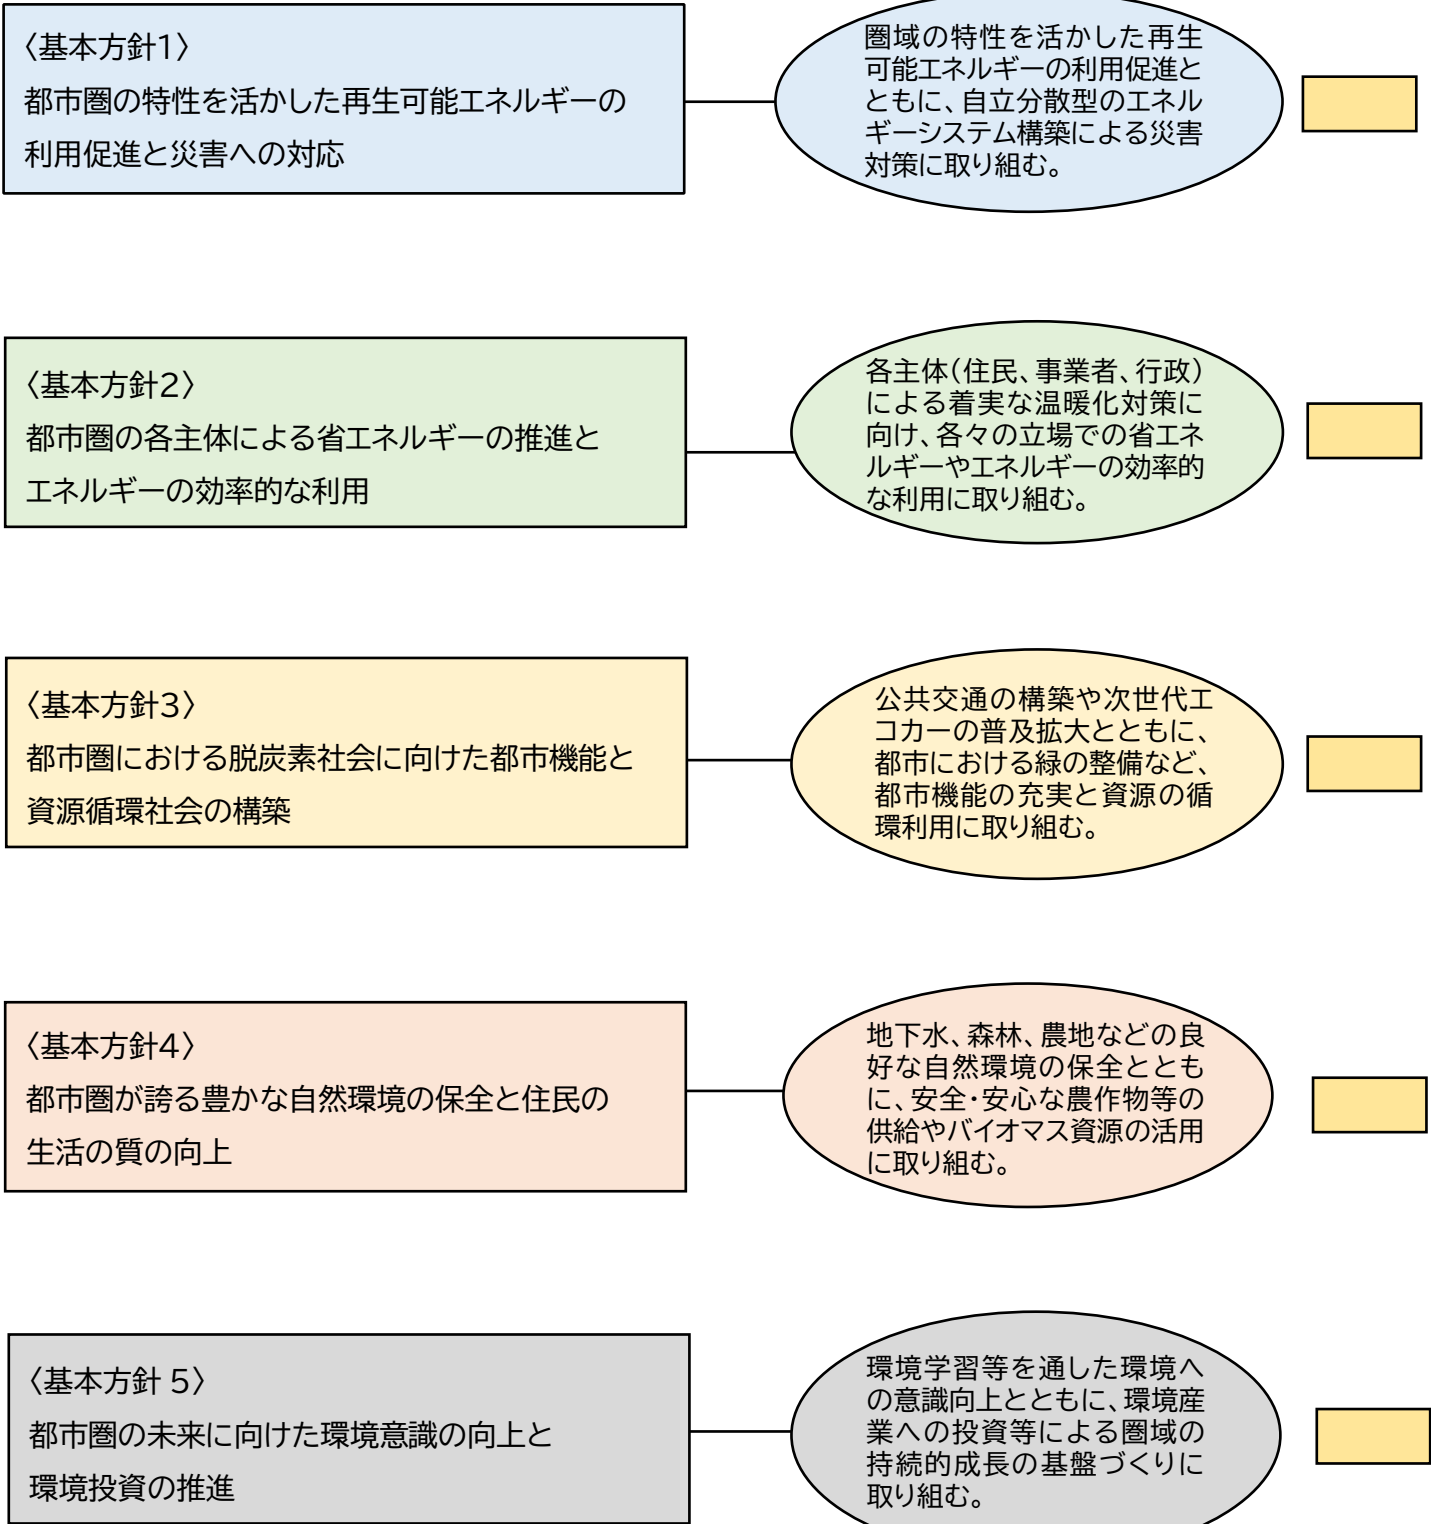 〈基本方針1〉
都市圏の特性を活かした再生可能エネルギーの
利用促進と災害への対応
圏域の特性を活かした再生
可能エネルギーの利用促進と
ともに、自立分散型のエネル
ギーシステム構築による災害
対策に取り組む。
〈基本方針2〉
都市圏の各主体による省エネルギーの推進と
エネルギーの効率的な利用
各主体(住民、事業者、行政)
による着実な温暖化対策に
向け、各々の立場での省エネ
ルギーやエネルギーの効率的
な利用に取り組む。
〈基本方針3〉
都市圏における脱炭素社会に向けた都市機能と
資源循環社会の構築
公共交通の構築や次世代エ
コカーの普及拡大とともに、
都市における緑の整備など、
都市機能の充実と資源の循
環利用に取り組む。
〈基本方針4〉
都市圏が誇る豊かな自然環境の保全と住民の
生活の質の向上
地下水、森林、農地などの良
好な自然環境の保全ととも
に、安全・安心な農作物等の
供給やバイオマス資源の活用
に取り組む。
〈基本方針 5〉
都市圏の未来に向けた環境意識の向上と
環境投資の推進
環境学習等を通した環境へ
の意識向上とともに、環境産
業への投資等による圏域の
持続的成長の基盤づくりに
取り組む。